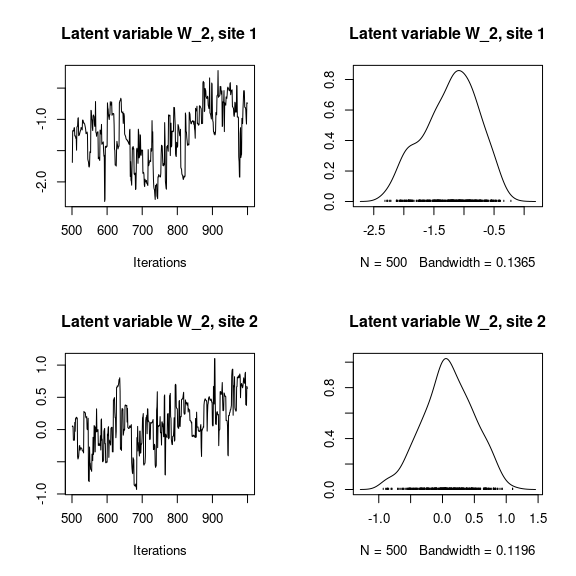 Latent variable W_2, site 1
-1.0
-2.0
500 600 700 800 900
Iterations
Latent variable W_2, site 1
0.8
0.6
0.4
0.2
0.0
-2.5 -1.5 -0.5
N = 500 Bandwidth = 0.1365
Latent variable W_2, site 2
1.0
0.5
0.0
-1.0
500 600 700 800 900
Iterations
Latent variable W_2, site 2
0.8
0.4
0.0
-1.0 0.0 0.5 1.0 1.5
N = 500 Bandwidth = 0.1196